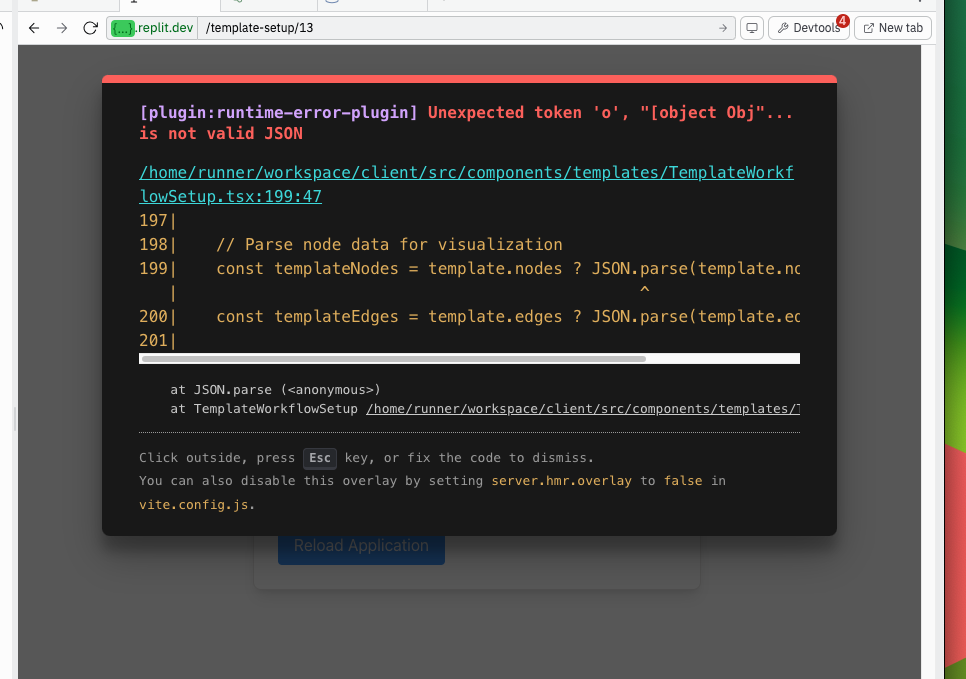 {...}.replit.dev /template-setup/13
Devtools 4
New tab
[plugin:runtime-error-plugin] Unexpected token 'o', "[object Obj"...
is not valid JSON
/home/runner/workspace/client/src/components/templates/TemplateWorkf
lowSetup.tsx:199:47
197|
198|    // Parse node data for visualization
199|    const templateNodes = template.nodes ? JSON.parse(template.no
   |                                                ^
200|    const templateEdges = template.edges ? JSON.parse(template.ed
201|
at JSON.parse (<anonymous>)
at TemplateWorkflowSetup /home/runner/workspace/client/src/components/templates/T
Click outside, press Esc key, or fix the code to dismiss.
You can also disable this overlay by setting server.hmr.overlay to false in
vite.config.js.
Reload Application